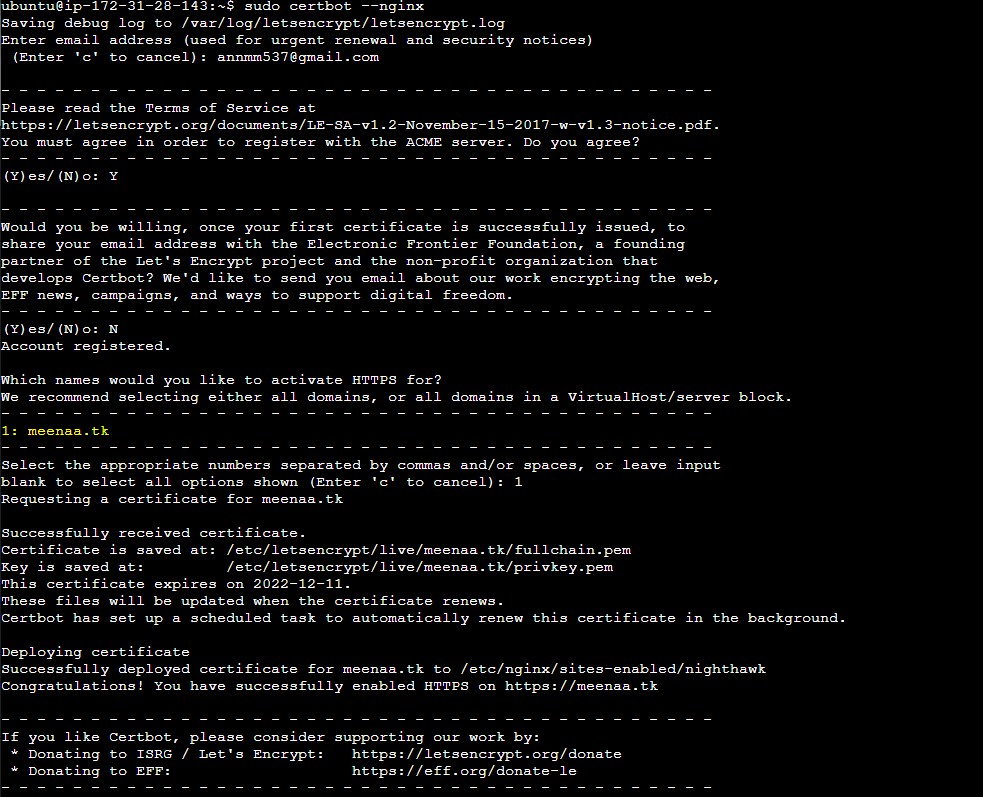 ubuntu@ip-172-31-28-143:~$ sudo certbot --nginx
Saving debug log to /var/log/letsencrypt/letsencrypt.log
Enter email address (used for urgent renewal and security notices)
 (Enter 'c' to cancel): annmm537@gmail.com

- - - - - - - - - - - - - - - - - - - - - - - - - - - - - - - - - - - - - - - -
Please read the Terms of Service at
https://letsencrypt.org/documents/LE-SA-v1.2-November-15-2017-w-v1.3-notice.pdf.
You must agree in order to register with the ACME server. Do you agree?
- - - - - - - - - - - - - - - - - - - - - - - - - - - - - - - - - - - - - - - -
(Y)es/(N)o: Y

- - - - - - - - - - - - - - - - - - - - - - - - - - - - - - - - - - - - - - - -
Would you be willing, once your first certificate is successfully issued, to
share your email address with the Electronic Frontier Foundation, a founding
partner of the Let's Encrypt project and the non-profit organization that
develops Certbot? We'd like to send you email about our work encrypting the web,
EFF news, campaigns, and ways to support digital freedom.
- - - - - - - - - - - - - - - - - - - - - - - - - - - - - - - - - - - - - - - -
(Y)es/(N)o: N
Account registered.

Which names would you like to activate HTTPS for?
We recommend selecting either all domains, or all domains in a VirtualHost/server block.
- - - - - - - - - - - - - - - - - - - - - - - - - - - - - - - - - - - - - - - -
1: meenaa.tk
- - - - - - - - - - - - - - - - - - - - - - - - - - - - - - - - - - - - - - - -
Select the appropriate numbers separated by commas and/or spaces, or leave input
blank to select all options shown (Enter 'c' to cancel): 1
Requesting a certificate for meenaa.tk

Successfully received certificate.
Certificate is saved at: /etc/letsencrypt/live/meenaa.tk/fullchain.pem
Key is saved at:         /etc/letsencrypt/live/meenaa.tk/privkey.pem
This certificate expires on 2022-12-11.
These files will be updated when the certificate renews.
Certbot has set up a scheduled task to automatically renew this certificate in the background.

Deploying certificate
Successfully deployed certificate for meenaa.tk to /etc/nginx/sites-enabled/nighthawk
Congratulations! You have successfully enabled HTTPS on https://meenaa.tk

- - - - - - - - - - - - - - - - - - - - - - - - - - - - - - - - - - - - - - - -
If you like Certbot, please consider supporting our work by:
 * Donating to ISRG / Let's Encrypt:   https://letsencrypt.org/donate
 * Donating to EFF:                    https://eff.org/donate-le
- - - - - - - - - - - - - - - - - - - - - - - - - - - - - - - - - - - - - - - -